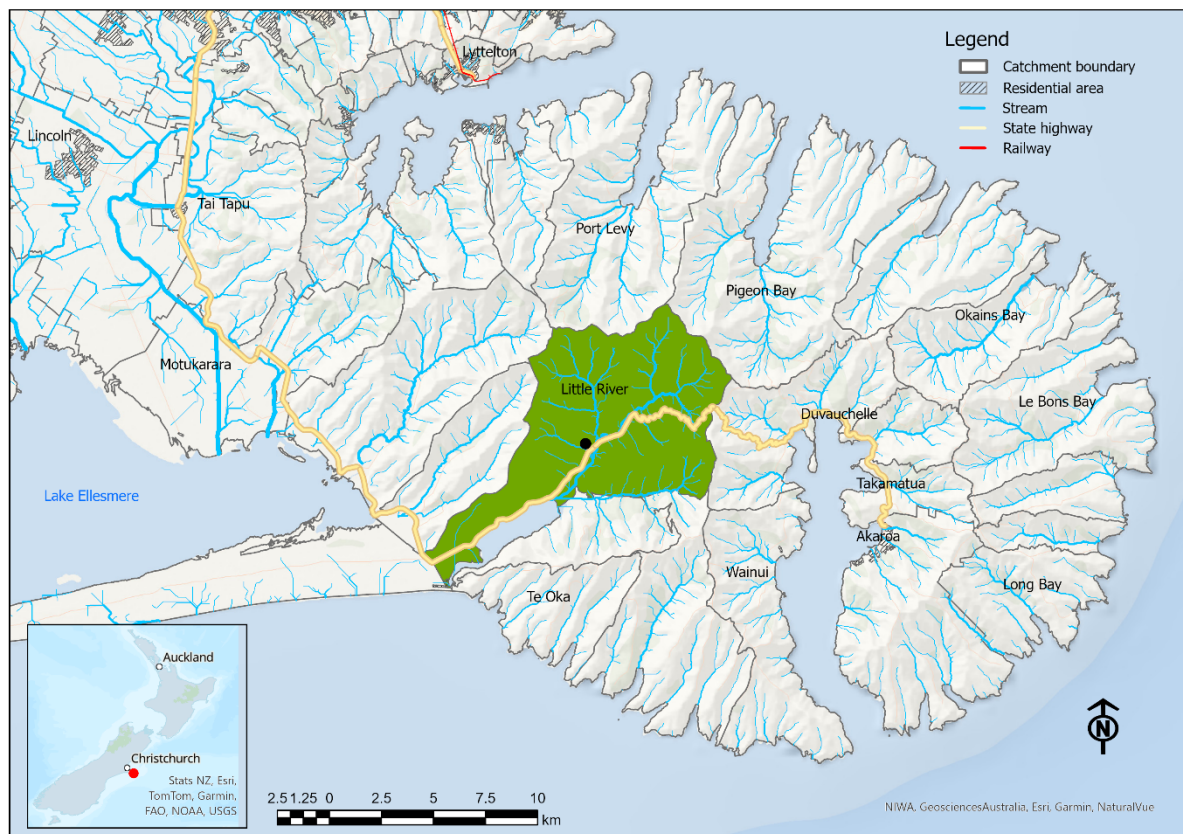 Legend
Catchment boundary
Residential area
Stream
State highway
Railway
Lyttelton
Lincoln
Tai Tapu
Port Levy
Pigeon Bay
Okains Bay
Motukarara
Little River
Duvauchelle
Le Bons Bay
Lake Ellesmere
Takamatua
Akaroa
Wainui
Te Oka
Long Bay
Auckland
Christchurch
Stats NZ, Esri,
TomTom, Garmin,
FAO, NOAA, USGS
N
2.5 1.25 0 2.5 5 7.5 10
km
NIWA, GeosciencesAustralia, Esri, Garmin, NaturalVue